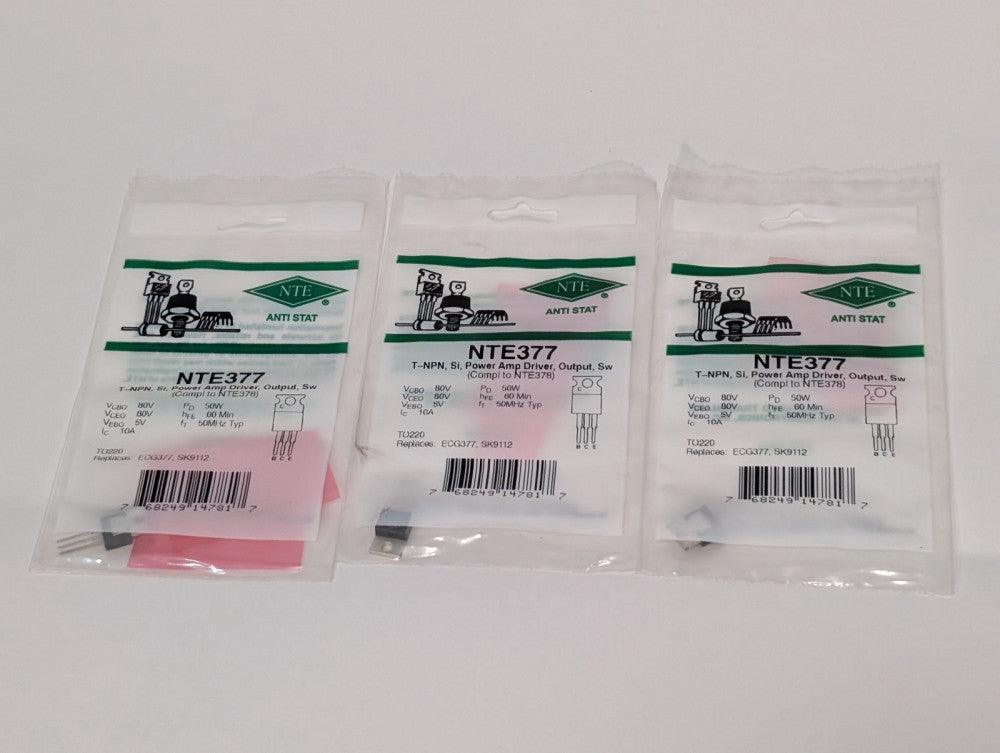 NTE
®
ANTI STAT
NTE377
T–NPN, Si, Power Amp Driver, Output, Sw
(Compl to NTE378)
VCBO 80V PD 50W
VCEO 80V hFE 60 Min
VEBO 5V fT 50MHz Typ
IC 10A
C
B C E
TO220
Replaces: ECG377, SK9112
7 68249 14781 7
NTE
®
ANTI STAT
NTE377
T–NPN, Si, Power Amp Driver, Output, Sw
(Compl to NTE378)
VCBO 80V PD 50W
VCEO 80V hFE 60 Min
VEBO 5V fT 50MHz Typ
IC 10A
C
B C E
TO220
Replaces: ECG377, SK9112
7 68249 14781 7
NTE
®
ANTI STAT
NTE377
T–NPN, Si, Power Amp Driver, Output, Sw
(Compl to NTE378)
VCBO 80V PD 50W
VCEO 80V hFE 60 Min
VEBO 5V fT 50MHz Typ
IC 10A
C
B C E
TO220
Replaces: ECG377, SK9112
7 68249 14781 7